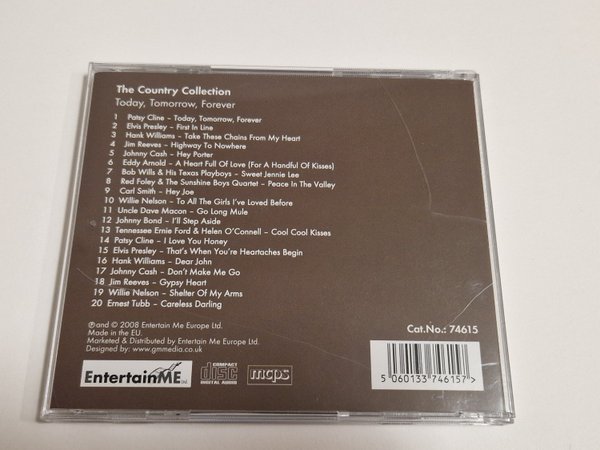 The Country Collection
Today, Tomorrow, Forever
1 Patsy Cline – Today, Tomorrow, Forever
2 Elvis Presley – First In Line
3 Hank Williams – Take These Chains From My Heart
4 Jim Reeves – Highway To Nowhere
5 Johnny Cash – Hey Porter
6 Eddy Arnold – A Heart Full Of Love (For A Handful Of Kisses)
7 Bob Wills & His Texas Playboys – Sweet Jennie Lee
8 Red Foley & The Sunshine Boys Quartet – Peace In The Valley
9 Carl Smith – Hey Joe
10 Willie Nelson – To All The Girls I've Loved Before
11 Uncle Dave Macon – Go Long Mule
12 Johnny Bond – I'll Step Aside
13 Tennessee Ernie Ford & Helen O'Connell – Cool Cool Kisses
14 Patsy Cline – I Love You Honey
15 Elvis Presley – That's When You're Heartaches Begin
16 Hank Williams – Dear John
17 Johnny Cash – Don't Make Me Go
18 Jim Reeves – Gypsy Heart
19 Willie Nelson – Shelter Of My Arms
20 Ernest Tubb – Careless Darling
℗and © 2008 Entertain Me Europe Ltd.
Made in the EU.
Marketed & Distributed by Entertain Me Europe Ltd.
Designed by: www.gmmedia.co.uk
Cat.No.: 74615
EntertainME Ltd.
COMPACT
disc
DIGITAL AUDIO
mcps
5 060133 746157 >